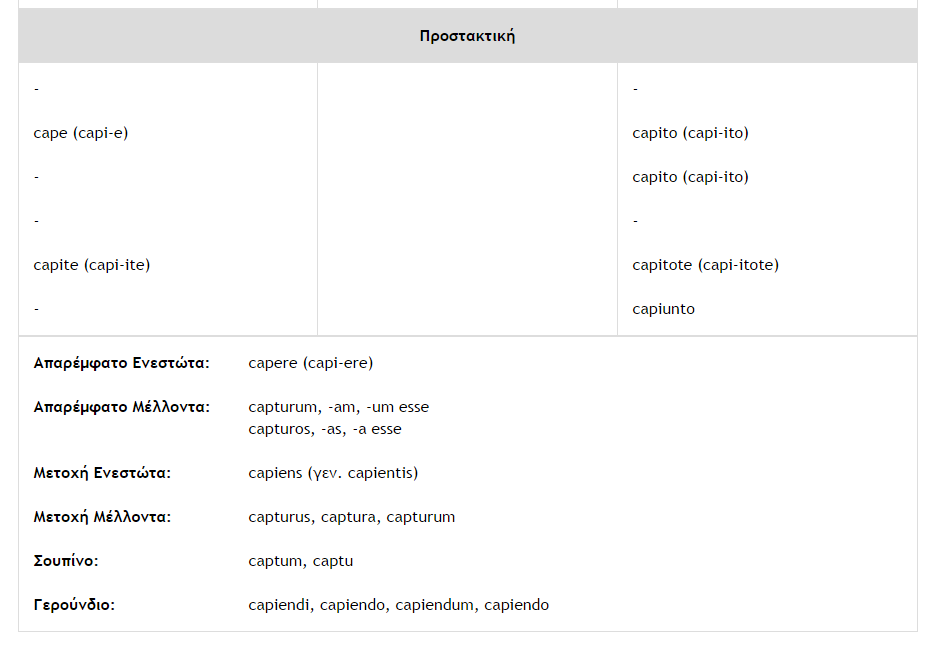 Προστακτική
- -
cape (capi-e) capito (capi-ito)
- capito (capi-ito)
- -
capite (capi-ite) capitote (capi-itote)
- capiunto
Απαρέμφατο Ενεστώτα: capere (capi-ere)
Απαρέμφατο Μέλλοντα: capturum, -am, -um esse
capturos, -as, -a esse
Μετοχή Ενεστώτα: capiens (γεν. capientis)
Μετοχή Μέλλοντα: capturus, captura, capturum
Σουπίνο: captum, captu
Γερούνδιο: capiendi, capiendo, capiendum, capiendo